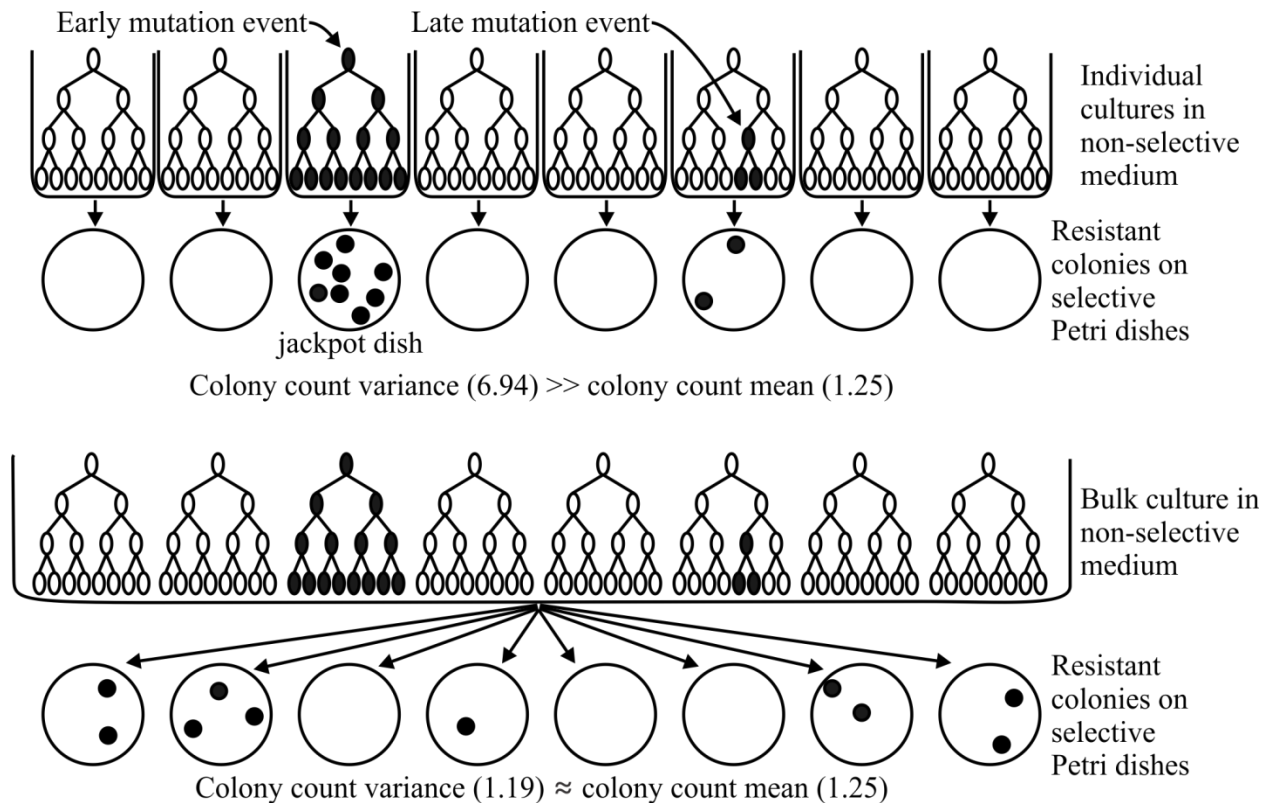 Early mutation event
Late mutation event
Individual
cultures in
non-selective
medium
Resistant
colonies on
selective
Petri dishes
jackpot dish
Colony count variance (6.94) >> colony count mean (1.25)
Bulk culture in
non-selective
medium
Resistant
colonies on
selective
Petri dishes
Colony count variance (1.19) ≈ colony count mean (1.25)